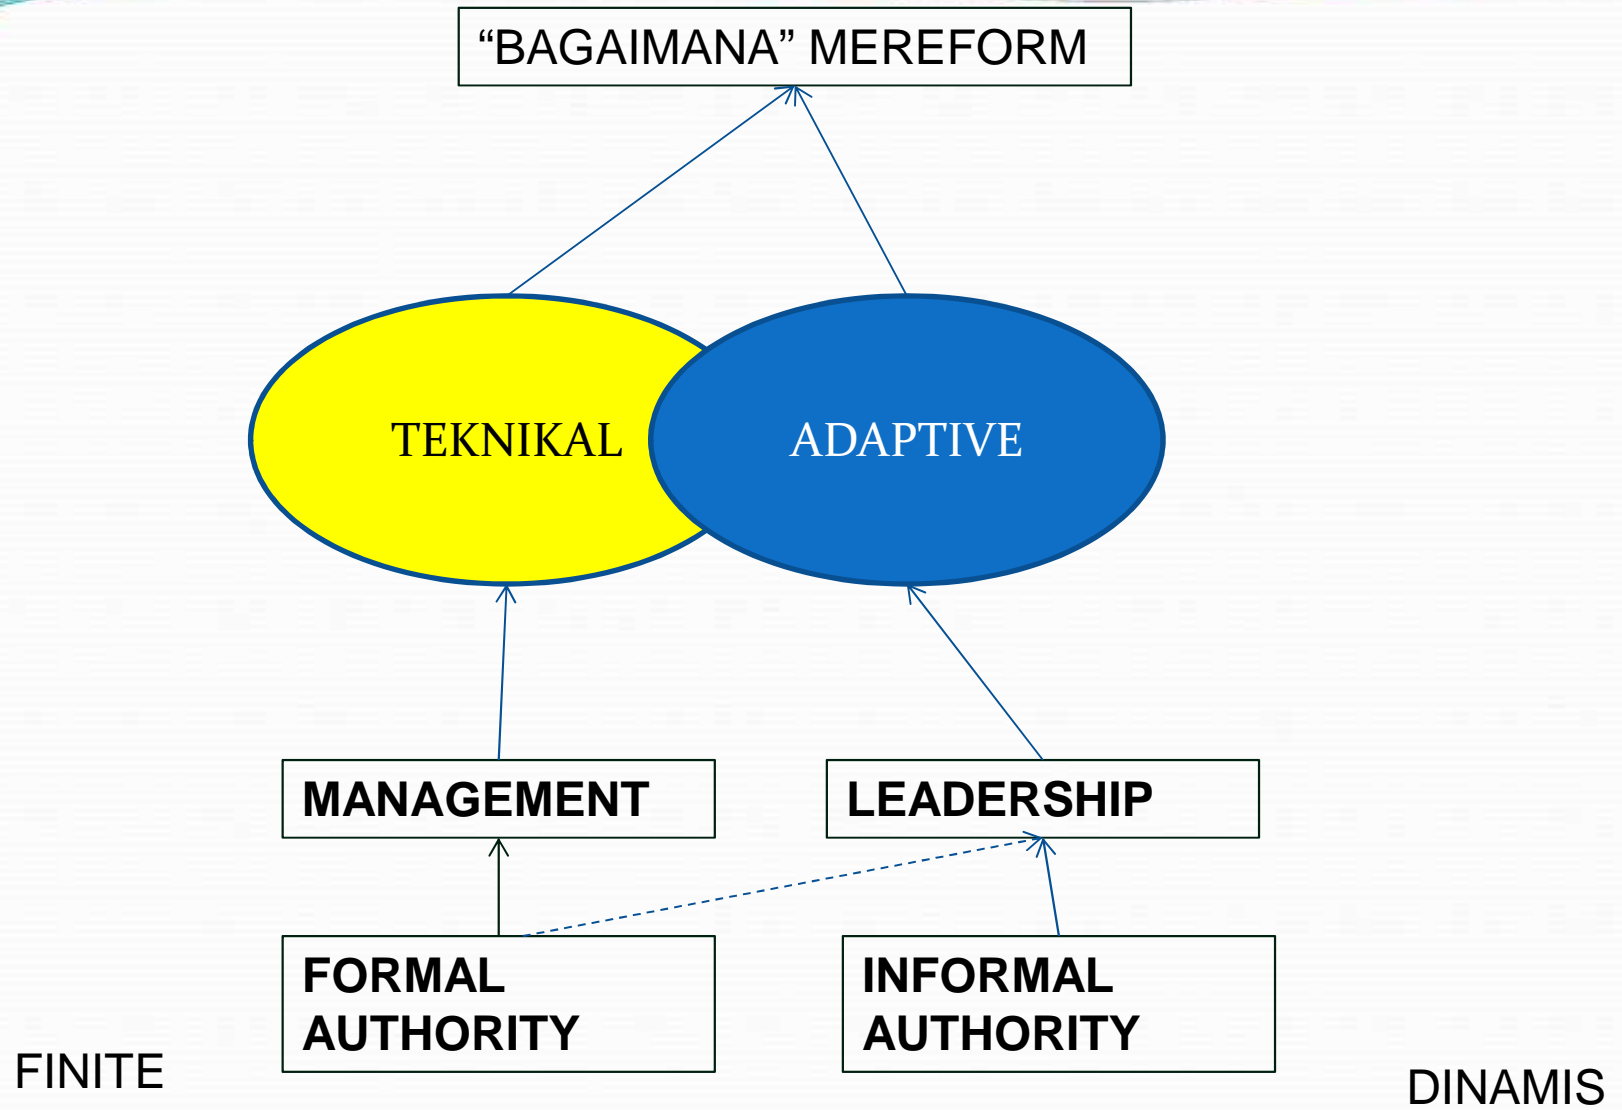 “BAGAIMANA” MEREFORM
TEKNIKAL
ADAPTIVE
MANAGEMENT
LEADERSHIP
FORMAL
AUTHORITY
INFORMAL
AUTHORITY
FINITE
DINAMIS